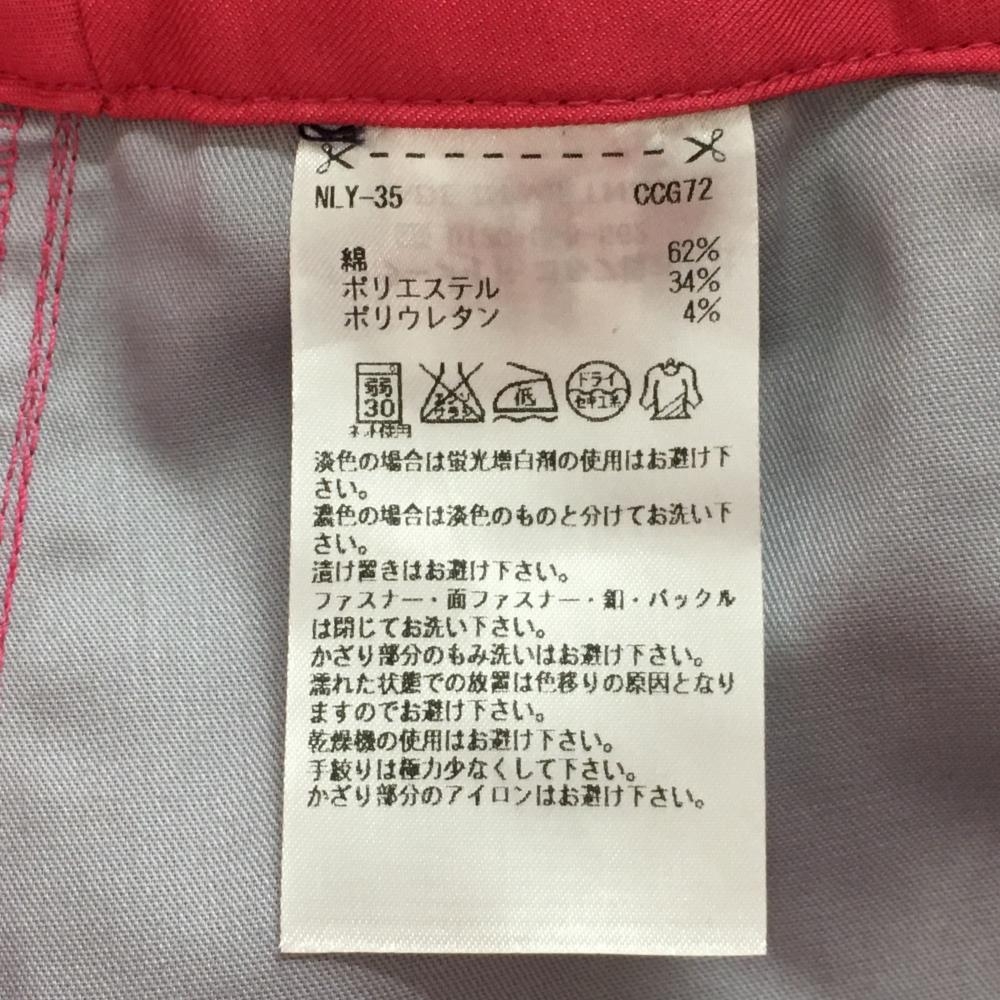 NLY-35 CCG72
綿 62%
ポリエステル 34%
ポリウレタン 4%
弱
30
ネット使用
エンソ
サラシ
低
ドライ
セキユ系
淡色の場合は蛍光増白剤の使用はお避け下
さい。
濃色の場合は淡色のものと分けてお洗い下
さい。
漬け置きはお避け下さい。
ファスナー・面ファスナー・釦・バックル
は閉じてお洗い下さい。
かざり部分のもみ洗いはお避け下さい。
濡れた状態での放置は色移りの原因となり
ますのでお避け下さい。
乾燥機の使用はお避け下さい。
手絞りは極力少なくして下さい。
かざり部分のアイロンはお避け下さい。